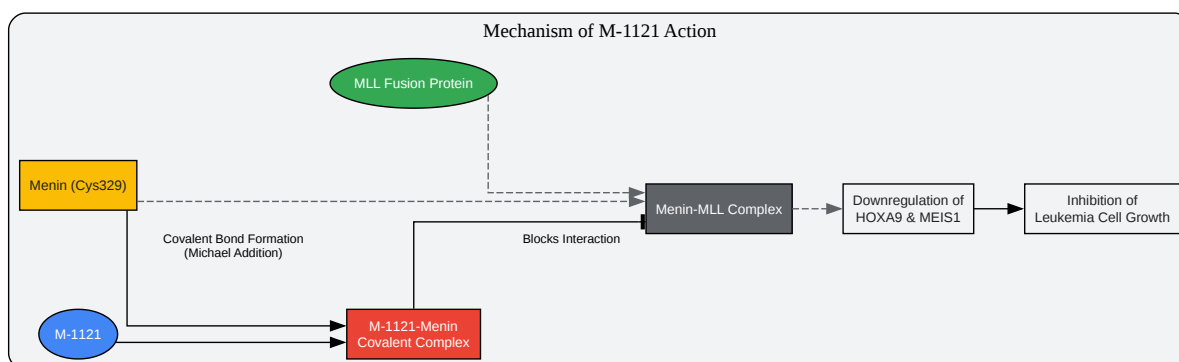 Mechanism of M-1121 Action
MLL Fusion Protein
Menin (Cys329)
Menin-MLL Complex
Downregulation of
HOXA9 & MEIS1
Inhibition of
Leukemia Cell Growth
Covalent Bond Formation
(Michael Addition)
Blocks Interaction
M-1121
M-1121-Menin
Covalent Complex